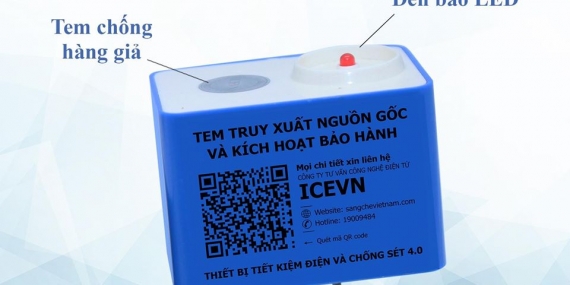 Đèn báo LED
Tem chống
hàng giả
TEM TRUY XUẤT NGUỒN GỐC
VÀ KÍCH HOẠT BẢO HÀNH
Mọi chi tiết xin liên hệ
CÔNG TY TƯ VẤN CÔNG NGHỆ ĐIỆN TỬ
ICEVN
Website: sangchevietnam.com
Hotline: 19009484
Quét mã QR code
THIẾT BỊ TIẾT KIỆM ĐIỆN VÀ CHỐNG SÉT 4.0